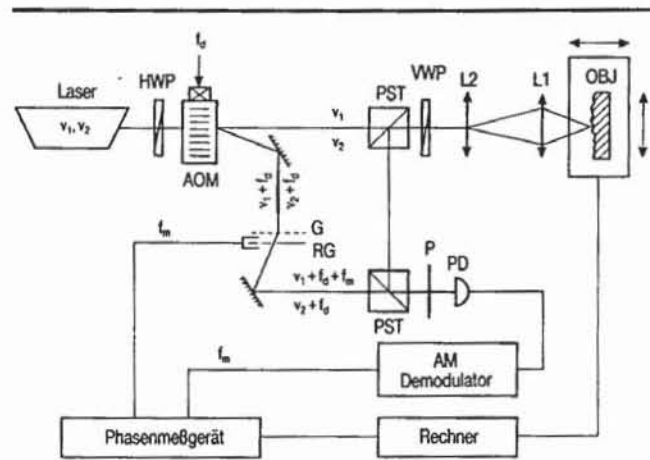 f_d
Laser
HWP
VWP
L2
L1
OBJ
PST
ν₁, ν₂
ν₁
ν₂
AOM
ν₁ + f_d
ν₂ + f_d
f_m
G
RG
ν₁ + f_d + f_m
ν₂ + f_d
P
PD
PST
f_m
AM
Demodulator
Phasenmeßgerät
Rechner